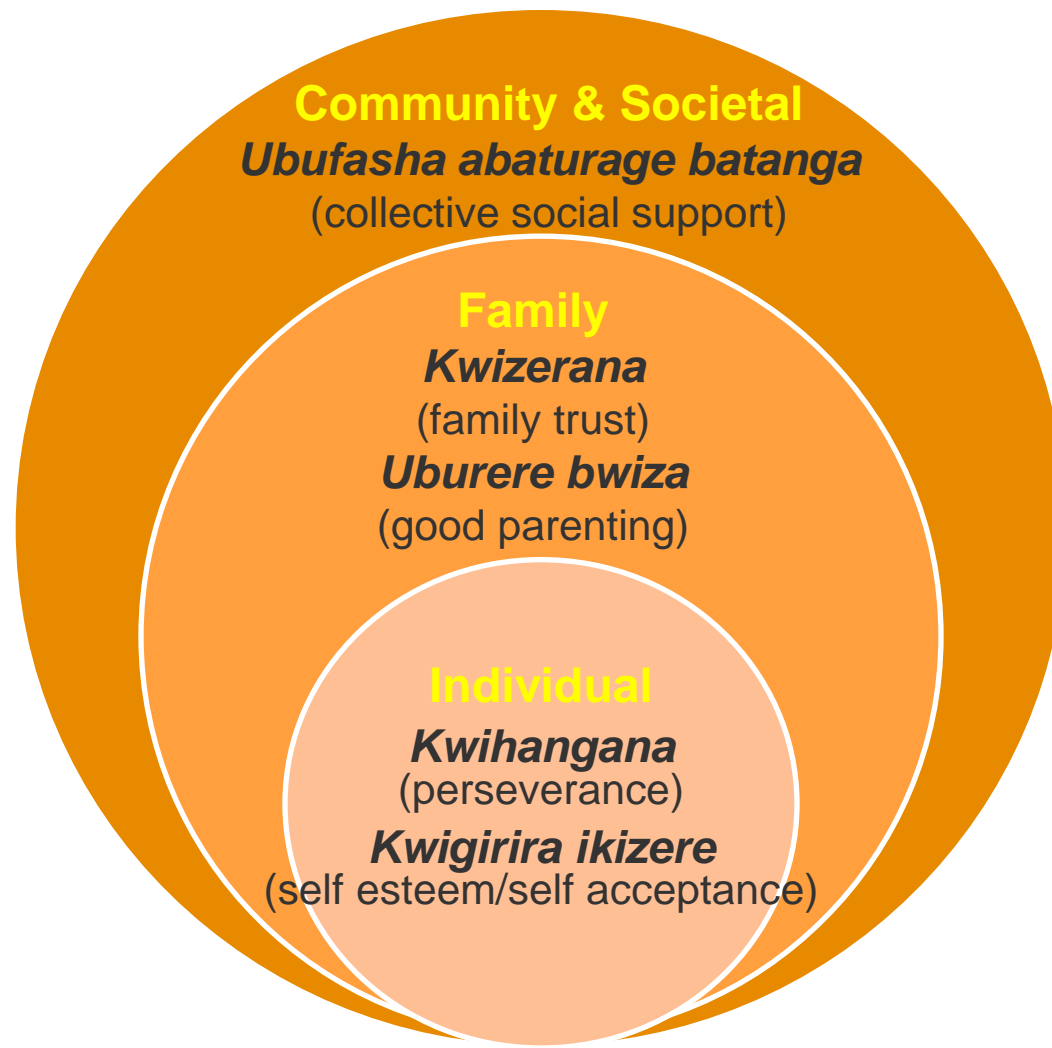 Community & Societal
Ubufasha abaturage batanga
(collective social support)
Family
Kwizerana
(family trust)
Uburere bwiza
(good parenting)
Individual
Kwihangana
(perseverance)
Kwigirira ikizere
(self esteem/self acceptance)